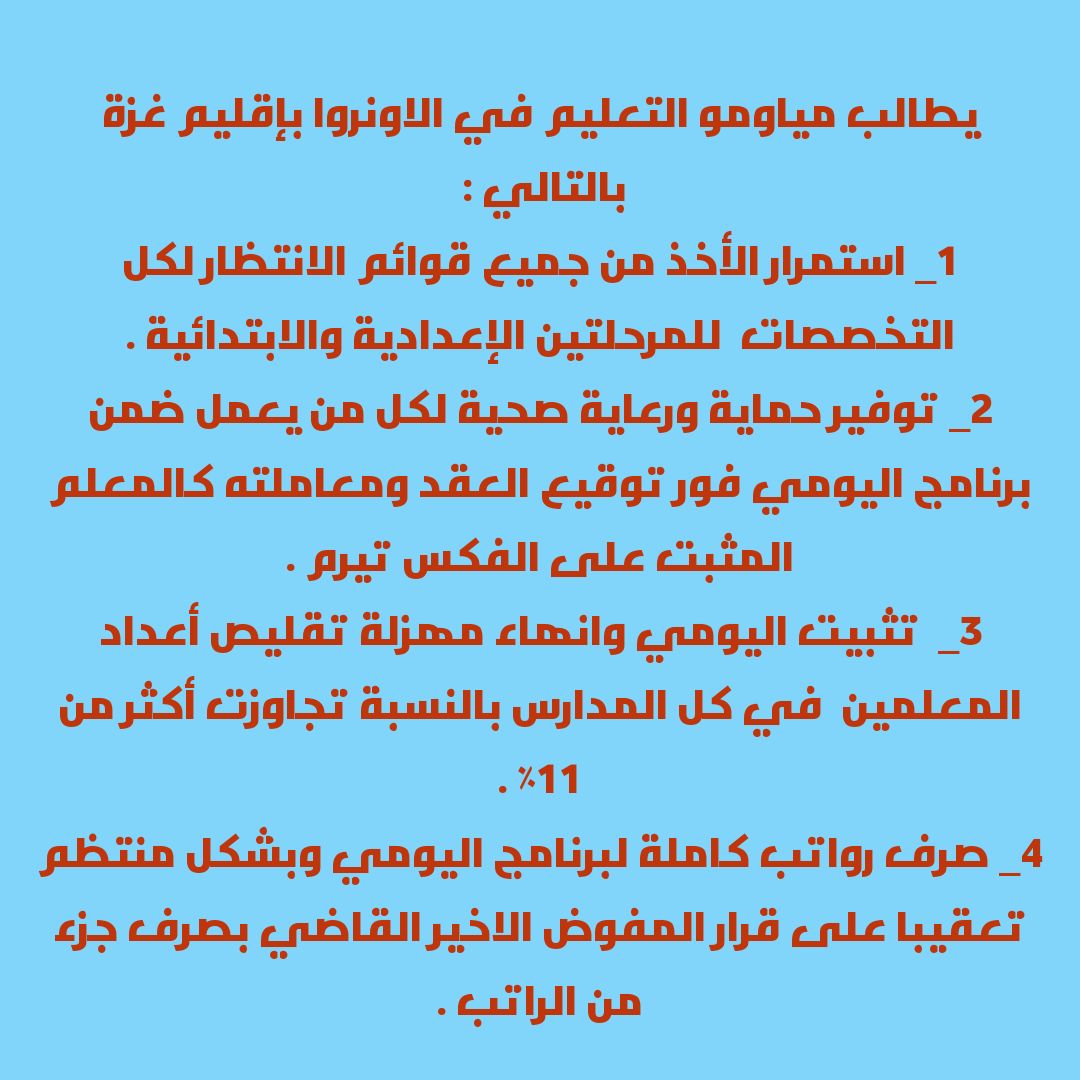 يطالب مياومو التعليم في الاونروا بإقليم غزة
بالتالي :
1_ استمرار الأخذ من جميع قوائم الانتظار لكل
التخصصات للمرحلتين الإعدادية والابتدائية .
2_ توفير حماية ورعاية صحية لكل من يعمل ضمن
برنامج اليومي فور توقيع العقد ومعاملته كالمعلم
المثبت على الفكس تيرم .
3_ تثبيت اليومي وانهاء مهزلة تقليص أعداد
المعلمين في كل المدارس بالنسبة تجاوزت أكثر من
11٪ .
4_ صرف رواتب كاملة لبرنامج اليومي وبشكل منتظم
تعقيبا على قرار المفوض الاخير القاضي بصرف جزء
من الراتب .